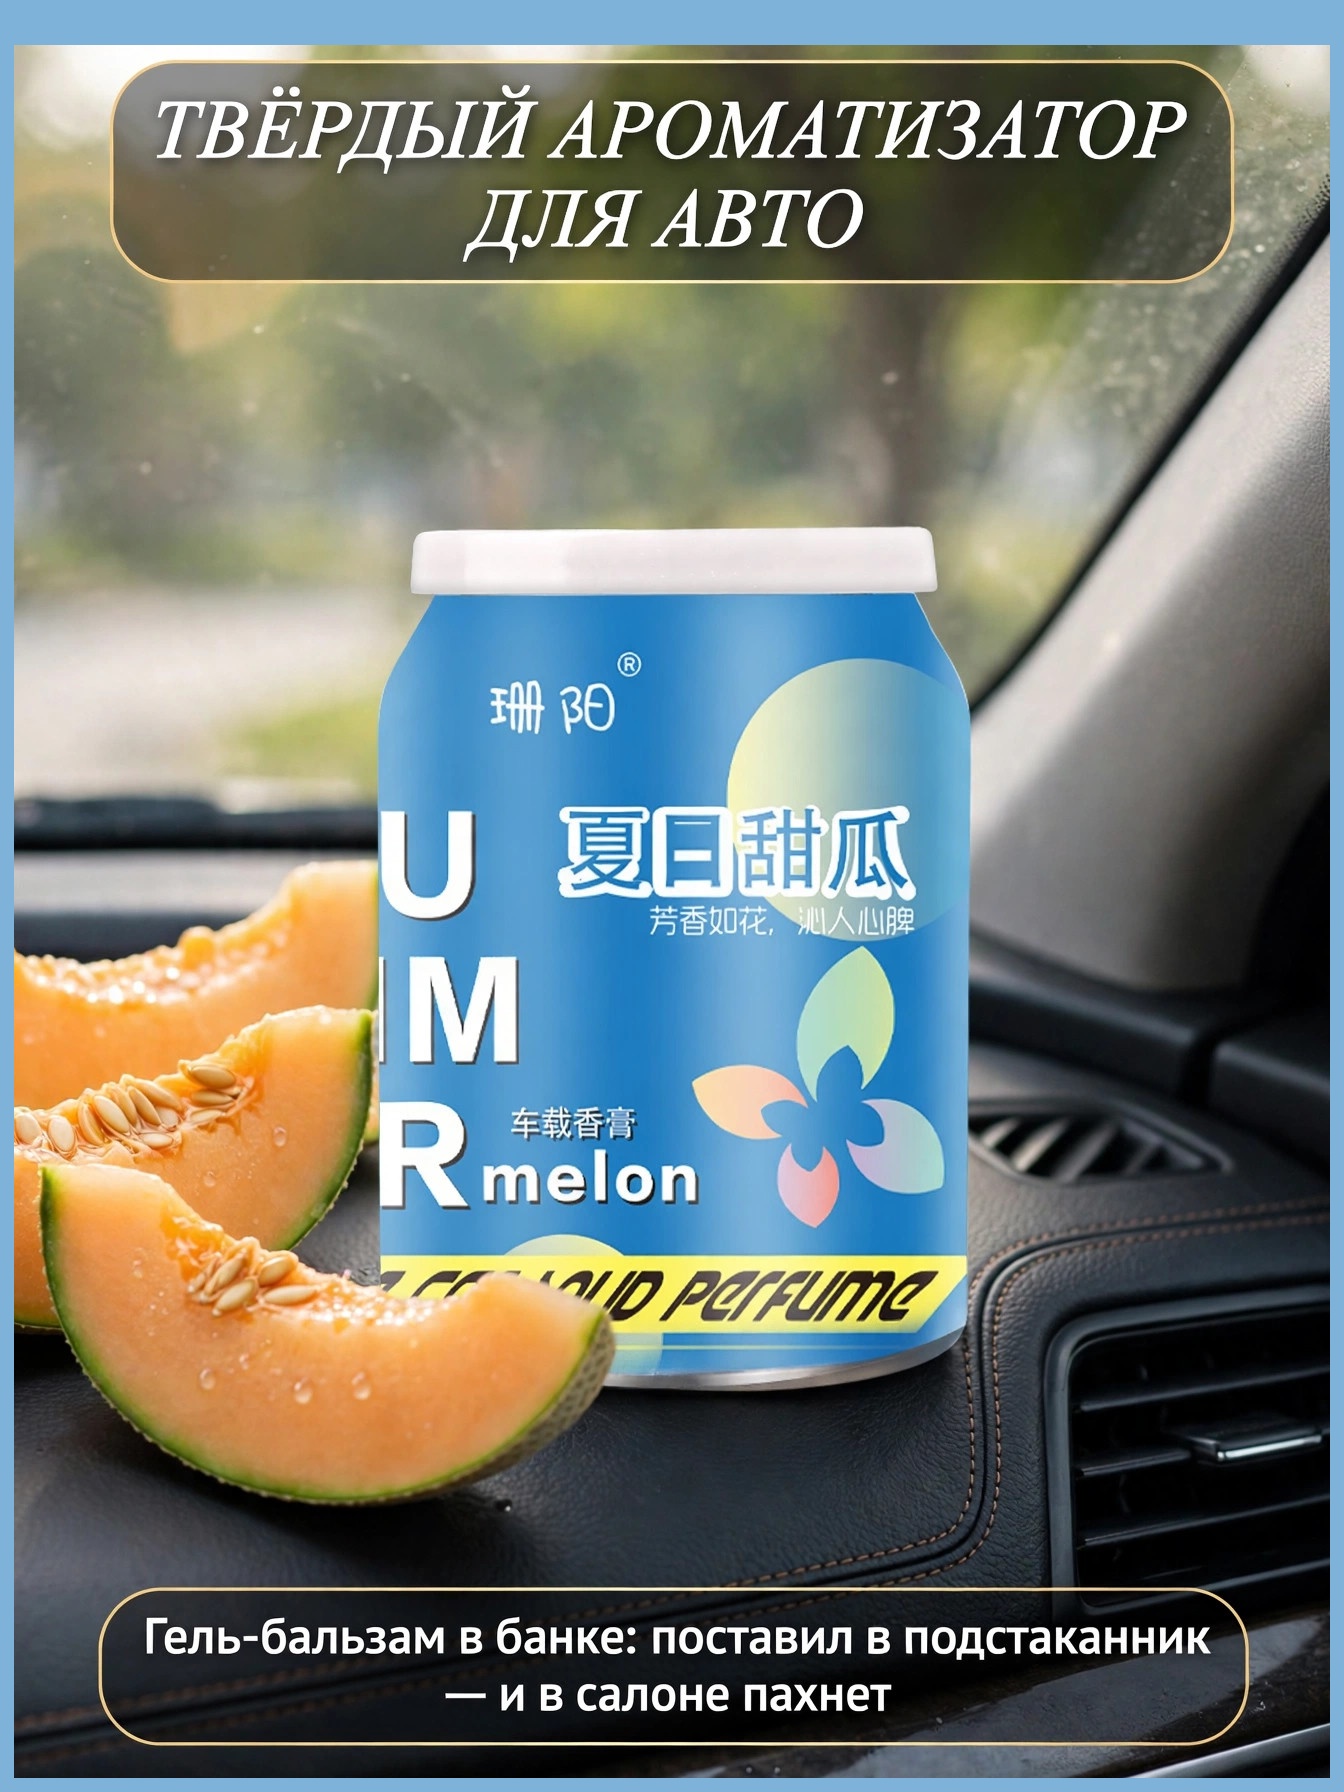 ТВЁРДЫЙ АРОМАТИЗАТОР
ДЛЯ АВТО
珊阳®
U
夏日甜瓜
芳香如花，沁人心脾
IM
R
车载香膏
melon
PERFUME
Гель-бальзам в банке: поставил в подстаканник
— и в салоне пахнет